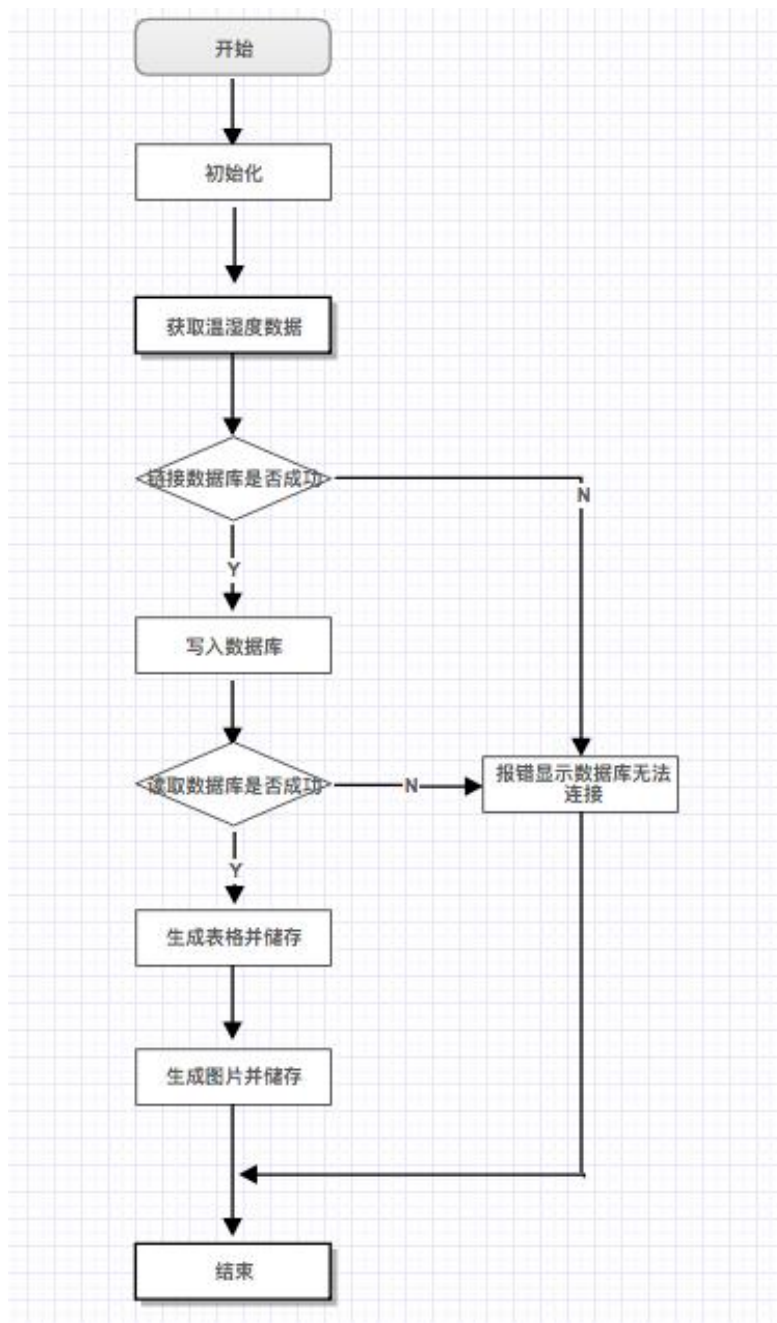 开始
初始化
获取温湿度数据
链接数据库是否成功
N
Y
写入数据库
读取数据库是否成功
N
报错显示数据库无法
连接
Y
生成表格并储存
生成图片并储存
结束